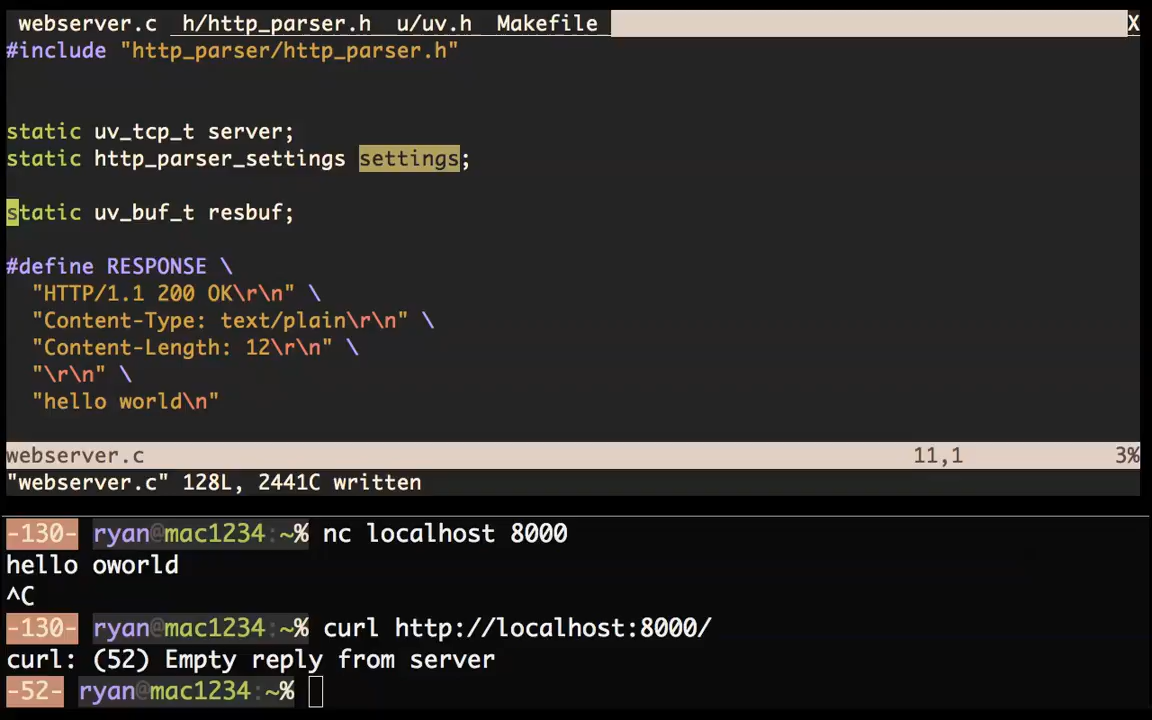 webserver.c h/http_parser.h u/uv.h Makefile X
#include "http_parser/http_parser.h"
static uv_tcp_t server;
static http_parser_settings settings;
static uv_buf_t resbuf;
#define RESPONSE \
"HTTP/1.1 200 OK\r\n" \
"Content-Type: text/plain\r\n" \
"Content-Length: 12\r\n" \
"\r\n" \
"hello world\n"
webserver.c 11,1 3%
"webserver.c" 128L, 2441C written
-130- ryan@mac1234:~% nc localhost 8000
hello oworld
^C
-130- ryan@mac1234:~% curl http://localhost:8000/
curl: (52) Empty reply from server
-52- ryan@mac1234:~%